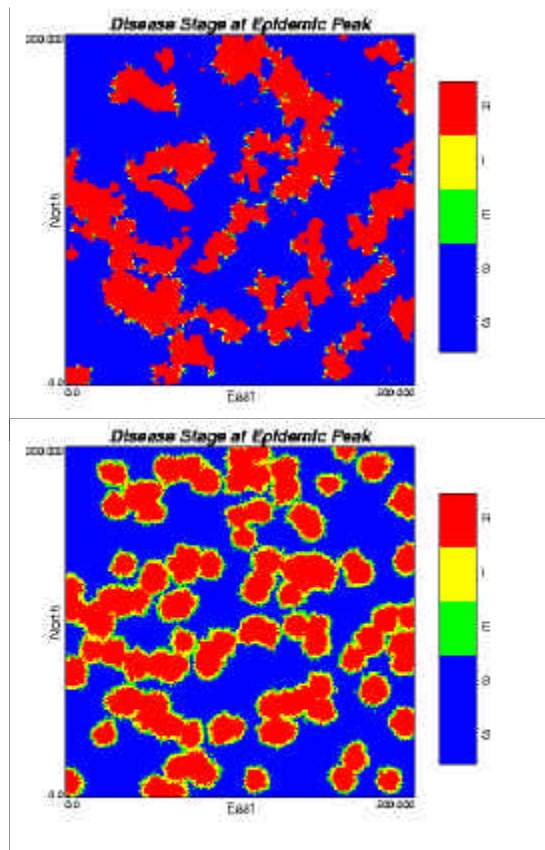 Disease Stage at Epidemic Peak
200.000
North
0.0
0.0
200.000
East
R
I
E
S
Disease Stage at Epidemic Peak
200.000
North
0.0
0.0
200.000
East
R
I
E
S